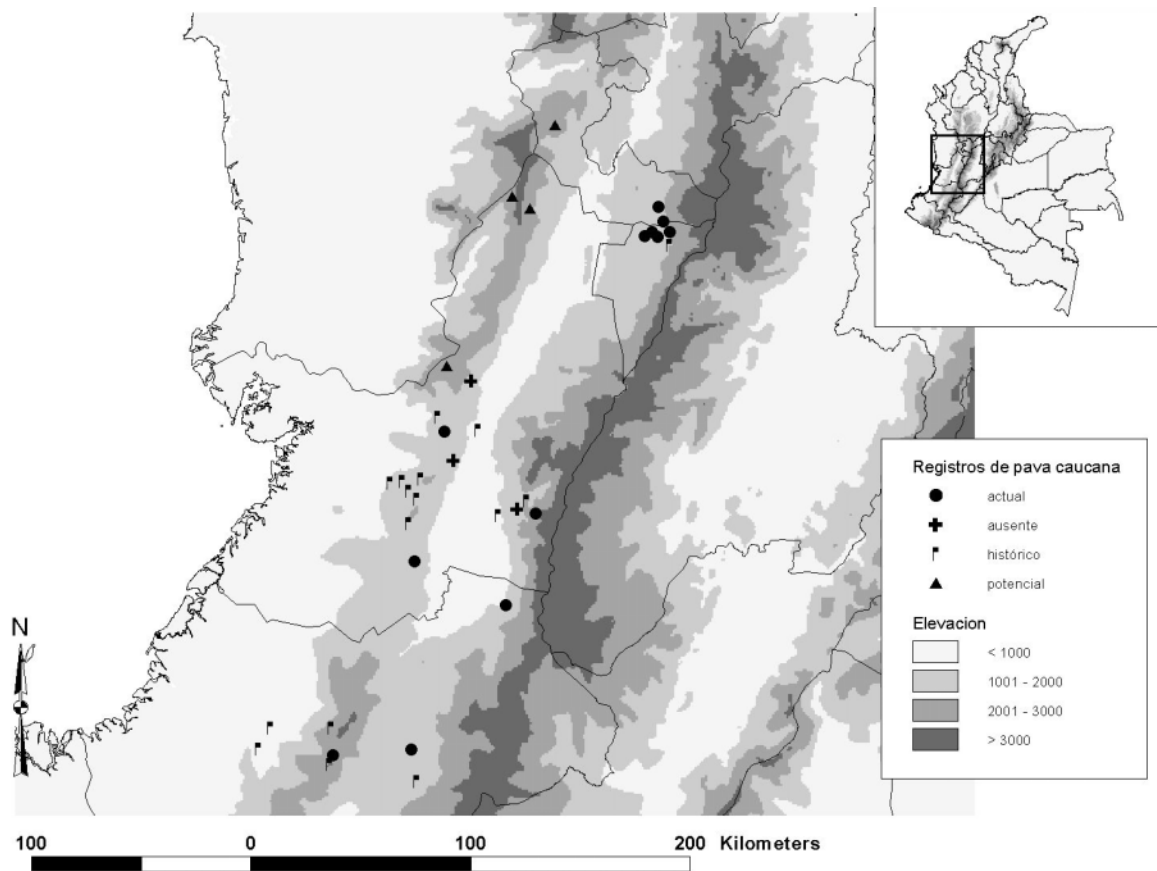 Registros de pava caucana
actual
ausente
histórico
potencial
Elevacion
< 1000
1001 - 2000
2001 - 3000
> 3000
N
100 0 100 200 Kilometers